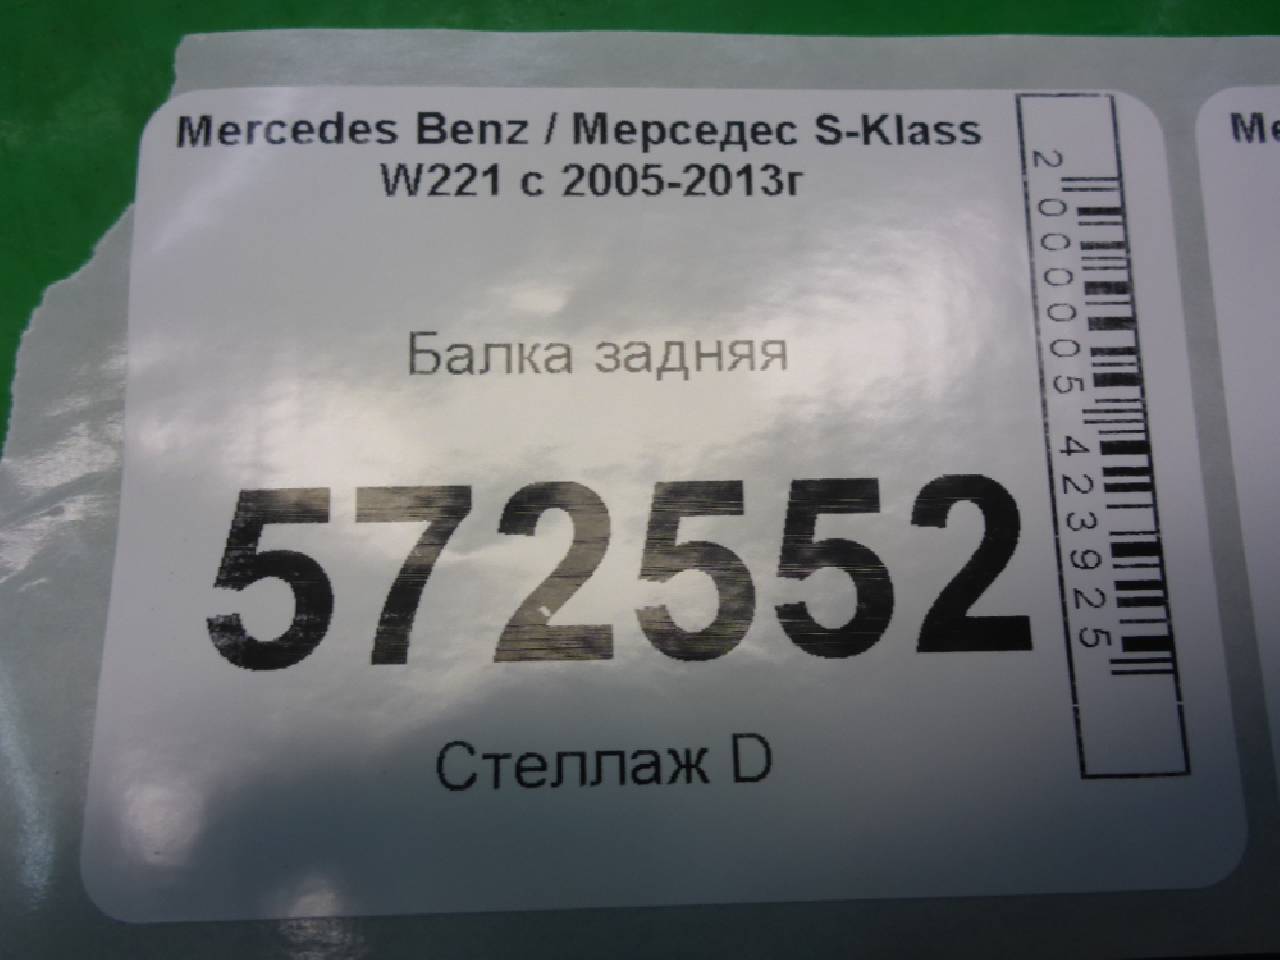 Mercedes Benz / Мерседес S-Klass
W221 с 2005-2013г
Балка задняя
572552
Стеллаж D
2000005423925
Me